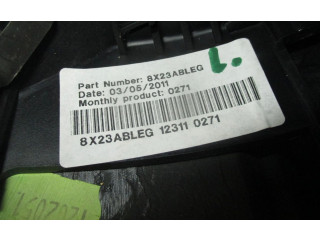 Part Number: 8X23ABLEG
Date: 03/05/2011
Monthly product: 0271
8X23ABLEG 12311 0271